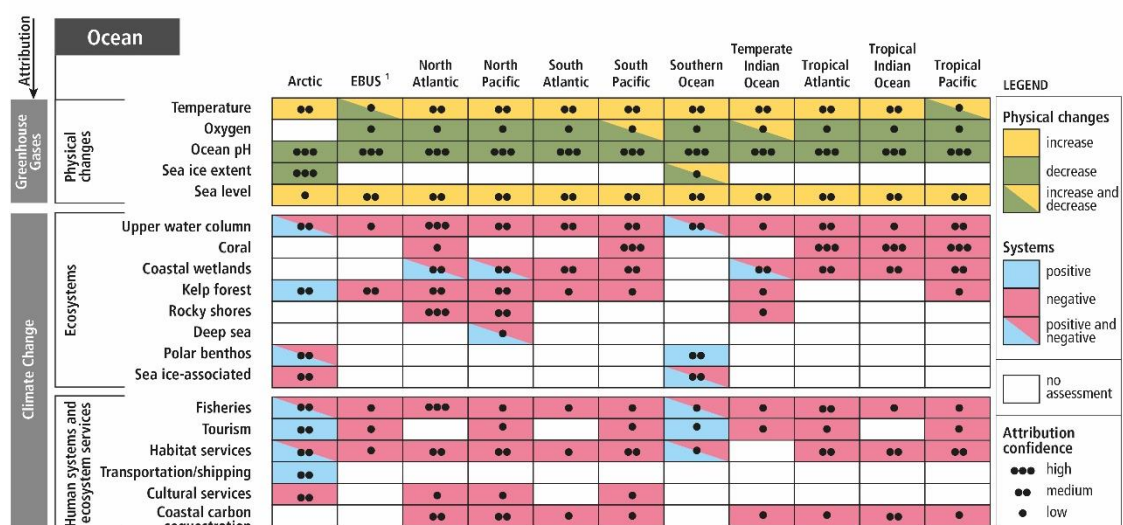 Attribution
Ocean
Arctic
EBUS 1
North Atlantic
North Pacific
South Atlantic
South Pacific
Southern Ocean
Temperate Indian Ocean
Tropical Atlantic
Tropical Indian Ocean
Tropical Pacific
Greenhouse Gases
Physical changes
Temperature
Oxygen
Ocean pH
Sea ice extent
Sea level
Climate Change
Ecosystems
Upper water column
Coral
Coastal wetlands
Kelp forest
Rocky shores
Deep sea
Polar benthos
Sea ice-associated
Human systems and ecosystem services
Fisheries
Tourism
Habitat services
Transportation/shipping
Cultural services
Coastal carbon
sequestration
LEGEND
Physical changes
increase
decrease
increase and
decrease
Systems
positive
negative
positive and
negative
no
assessment
Attribution
confidence
high
medium
low